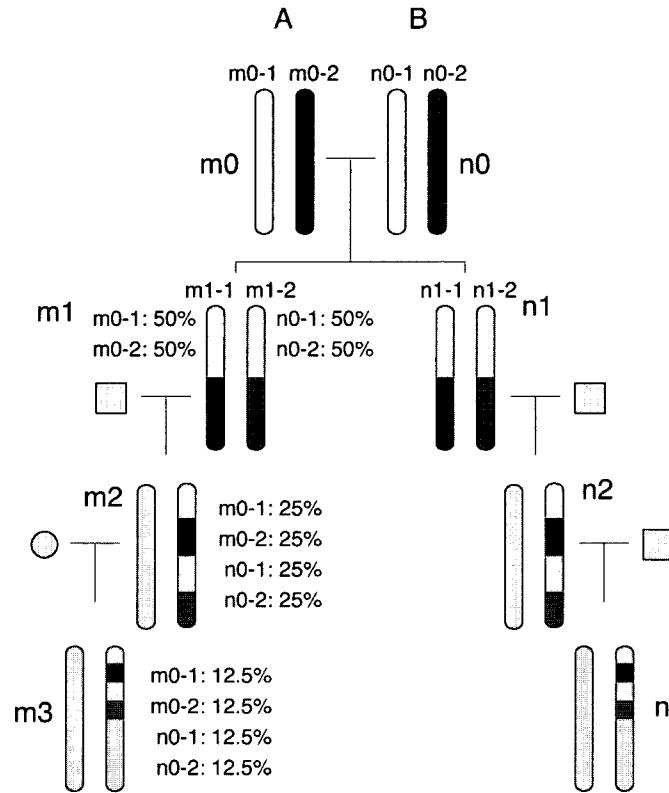 A B
m0-1 m0-2 n0-1 n0-2
m0 n0
m1-1 m1-2 n1-1 n1-2
m1 n1
m0-1: 50% n0-1: 50%
m0-2: 50% n0-2: 50%
m2 n2
m0-1: 25%
m0-2: 25%
n0-1: 25%
n0-2: 25%
m0-1: 12.5%
m0-2: 12.5%
m3 n
n0-1: 12.5%
n0-2: 12.5%